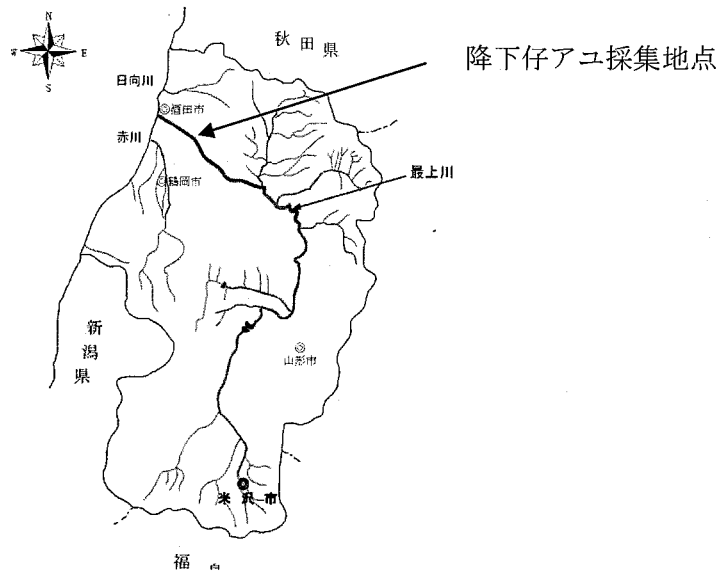 N
W E
S
秋田県
降下仔アユ採集地点
日向川
酒田市
赤川
最上川
鶴岡市
新潟県
山形市
米沢市
福島